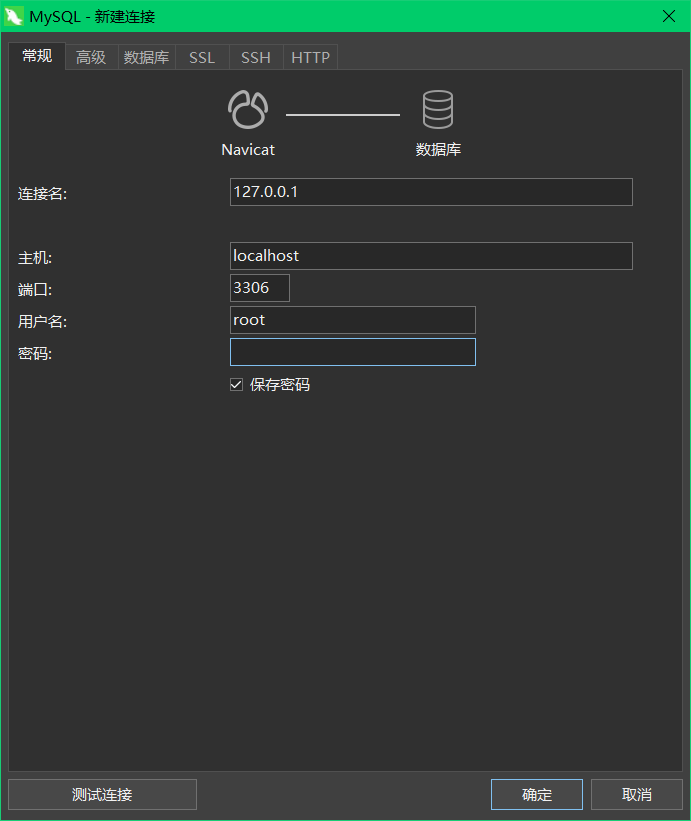 MySQL - 新建连接
常规 高级 数据库 SSL SSH HTTP
Navicat 数据库
连接名: 127.0.0.1
主机: localhost
端口: 3306
用户名: root
密码:
保存密码
测试连接 确定 取消